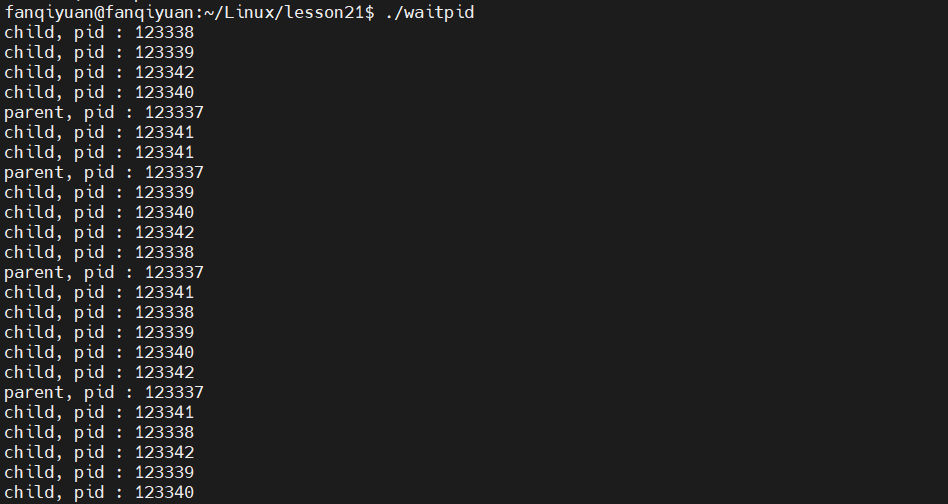 fanqiyuan@fanqiyuan:~/Linux/lesson21$ ./waitpid
child, pid : 123338
child, pid : 123339
child, pid : 123342
child, pid : 123340
parent, pid : 123337
child, pid : 123341
child, pid : 123341
parent, pid : 123337
child, pid : 123339
child, pid : 123340
child, pid : 123342
child, pid : 123338
parent, pid : 123337
child, pid : 123341
child, pid : 123338
child, pid : 123339
child, pid : 123340
child, pid : 123342
parent, pid : 123337
child, pid : 123341
child, pid : 123338
child, pid : 123342
child, pid : 123339
child, pid : 123340